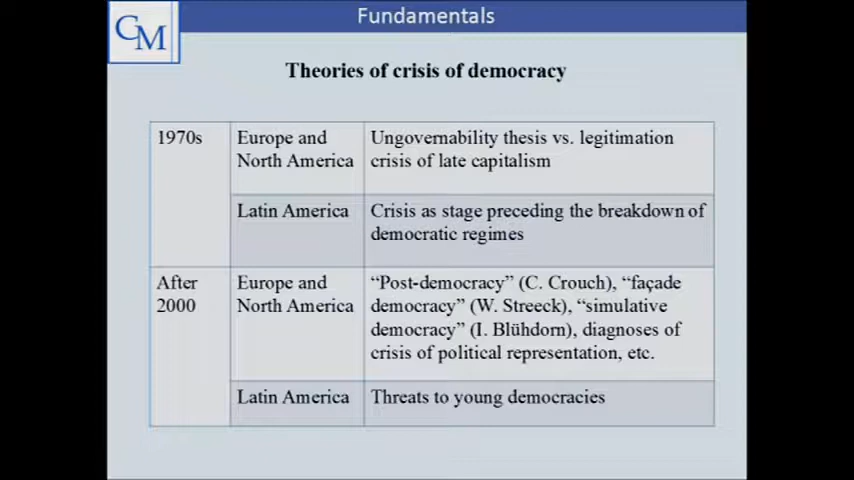 Fundamentals
CM
Theories of crisis of democracy
1970s
Europe and
North America
Ungovernability thesis vs. legitimation
crisis of late capitalism
Latin America
Crisis as stage preceding the breakdown of
democratic regimes
After
2000
Europe and
North America
“Post-democracy” (C. Crouch), “façade
democracy” (W. Streeck), “simulative
democracy” (I. Blühdorn), diagnoses of
crisis of political representation, etc.
Latin America
Threats to young democracies